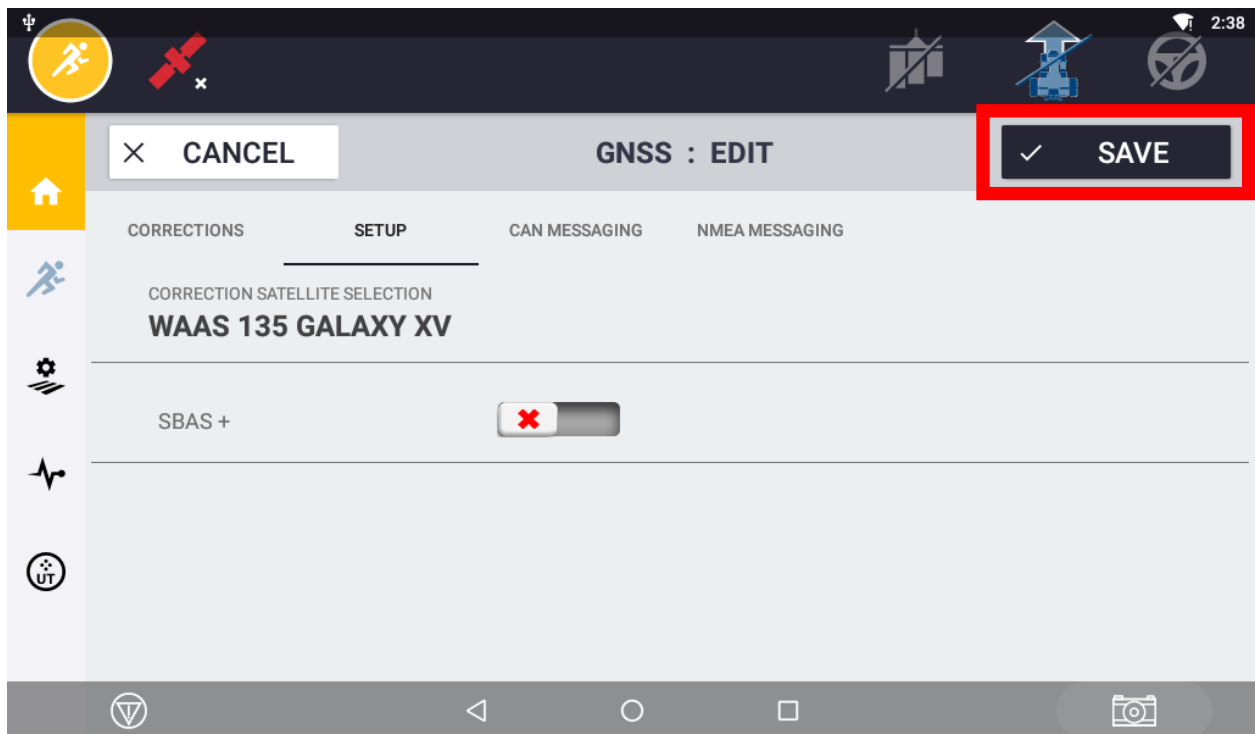 2:38
CANCEL
GNSS : EDIT
SAVE
CORRECTIONS
SETUP
CAN MESSAGING
NMEA MESSAGING
CORRECTION SATELLITE SELECTION
WAAS 135 GALAXY XV
SBAS +
UT